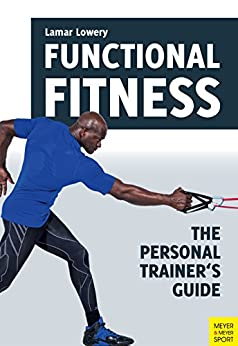 Lamar Lowery
FUNCTIONAL
FITNESS
THE
PERSONAL
TRAINER'S
GUIDE
MEYER
& MEYER
SPORT